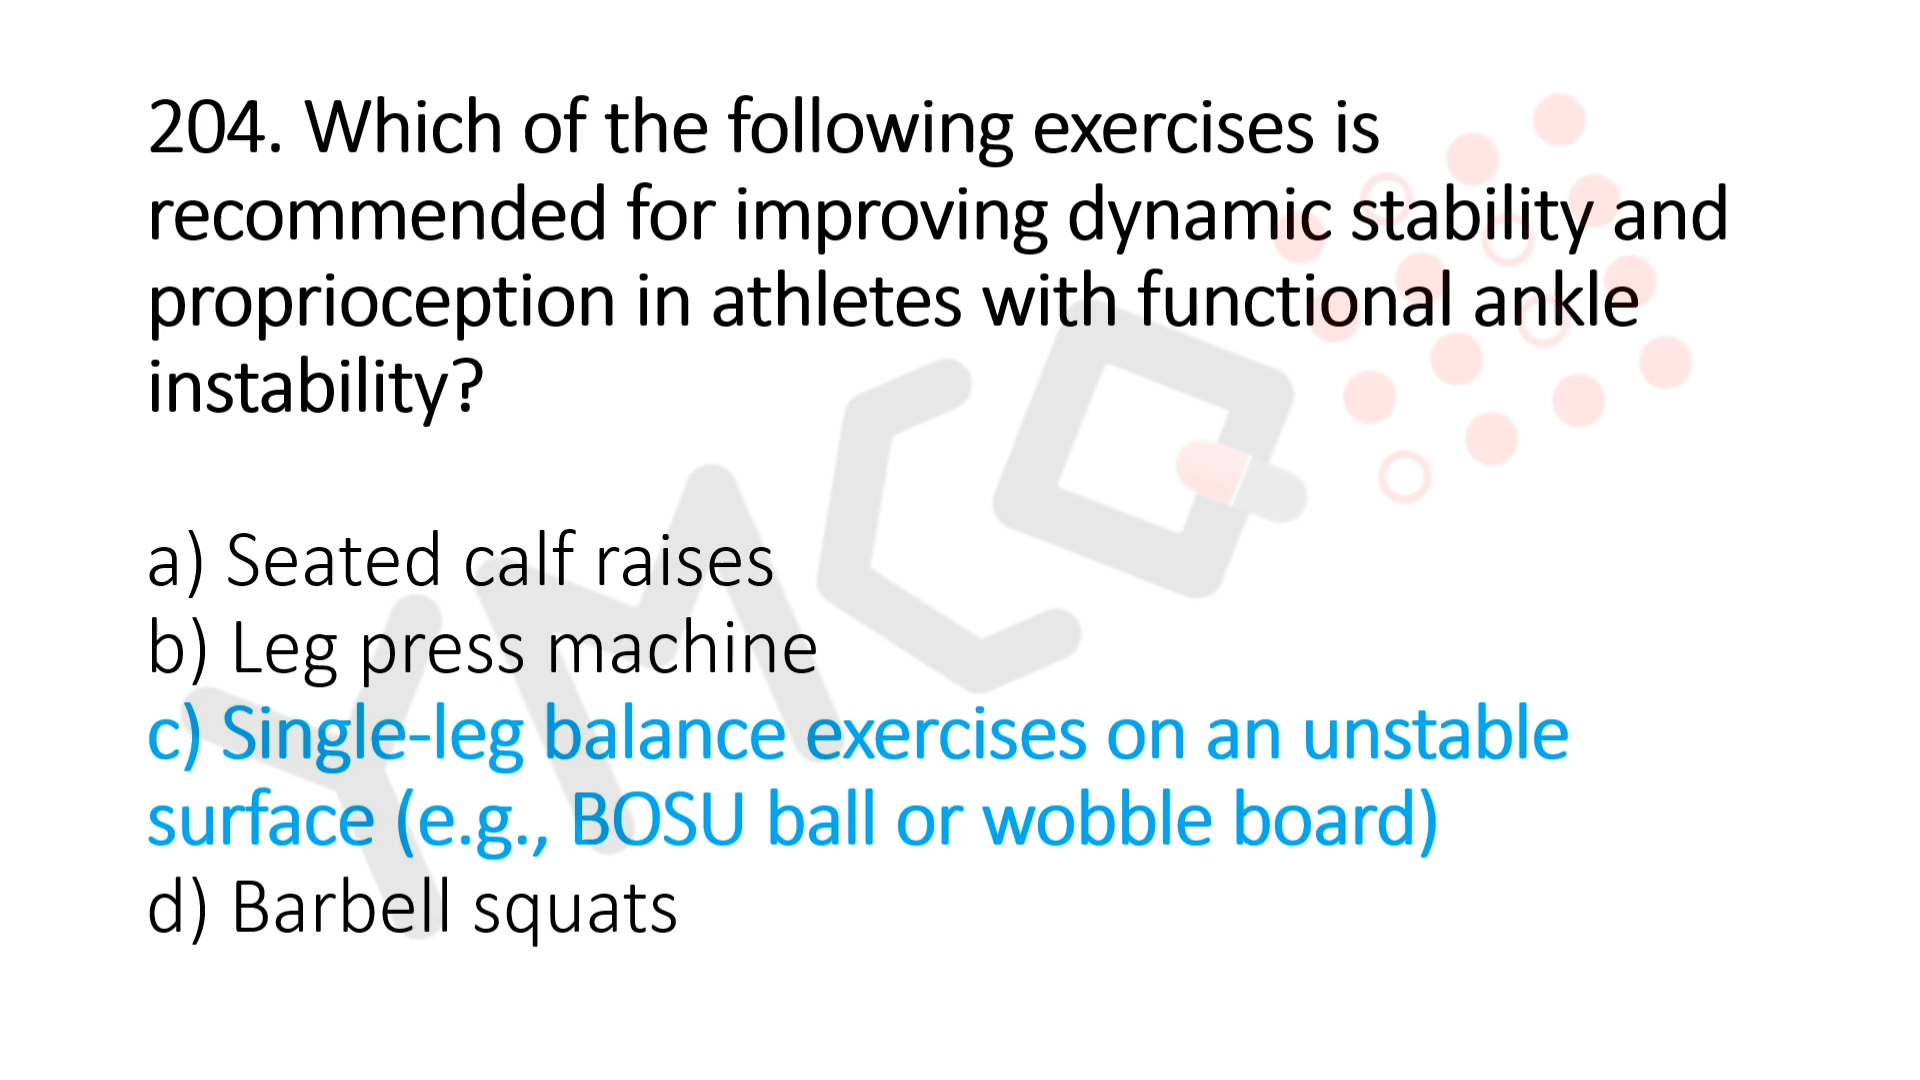 204. Which of the following exercises is
recommended for improving dynamic stability and
proprioception in athletes with functional ankle
instability?
a) Seated calf raises
b) Leg press machine
c) Single-leg balance exercises on an unstable
surface (e.g., BOSU ball or wobble board)
d) Barbell squats
YMCQ